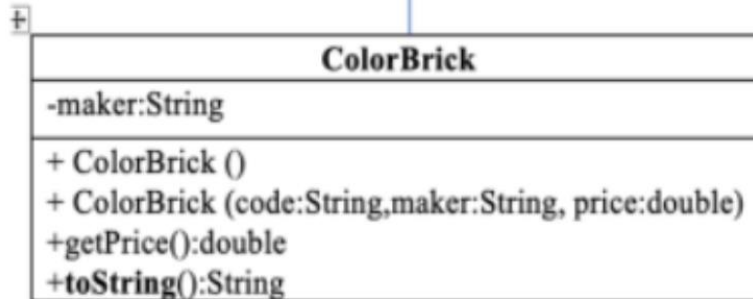 ColorBrick
-maker:String
+ ColorBrick ()
+ ColorBrick (code:String,maker:String, price:double)
+getPrice():double
+toString():String